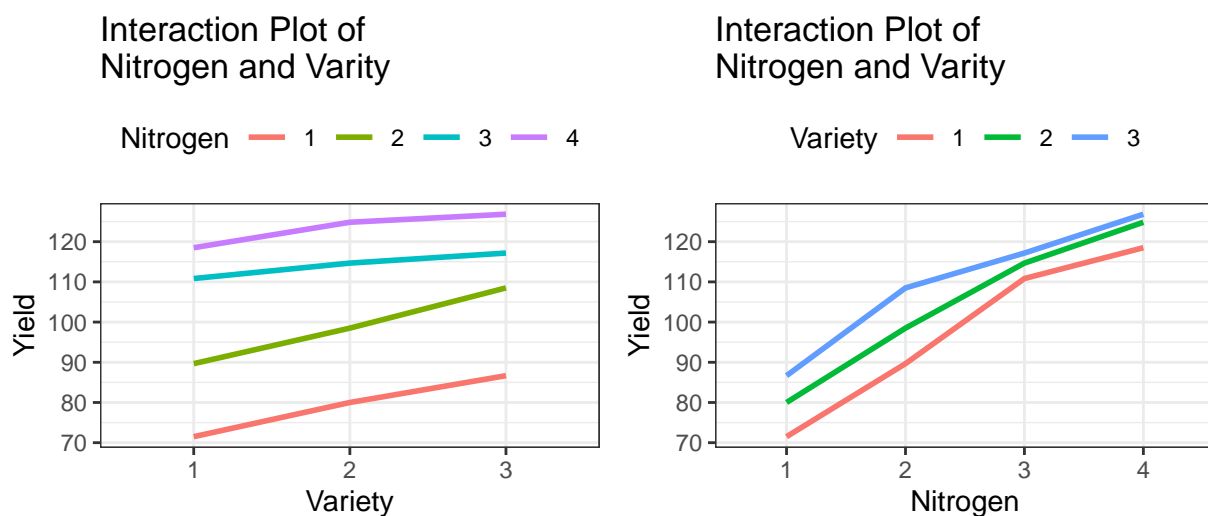 Interaction Plot of
Nitrogen and Varity
Nitrogen 1 2 3 4
120
110
100
90
80
70
Yield
1 2 3
Variety
Interaction Plot of
Nitrogen and Varity
Variety 1 2 3
120
110
100
90
80
70
Yield
1 2 3 4
Nitrogen